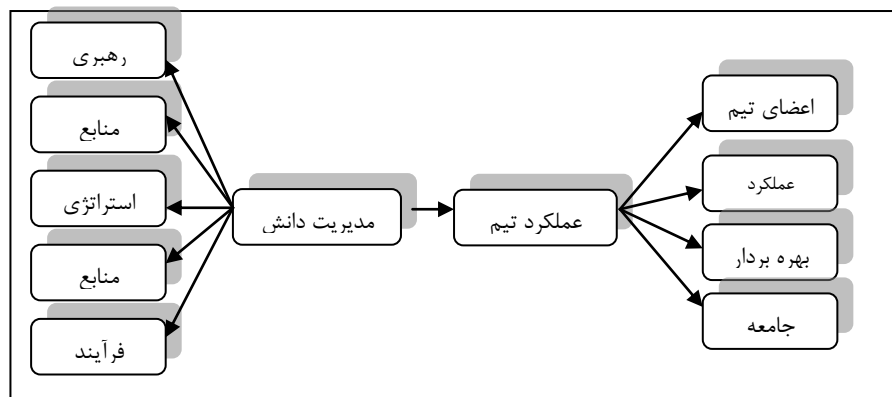 رهبری
منابع
استراتژی
منابع
فرآیند
مدیریت دانش
عملکرد تیم
اعضای تیم
عملکرد
بهره بردار
جامعه